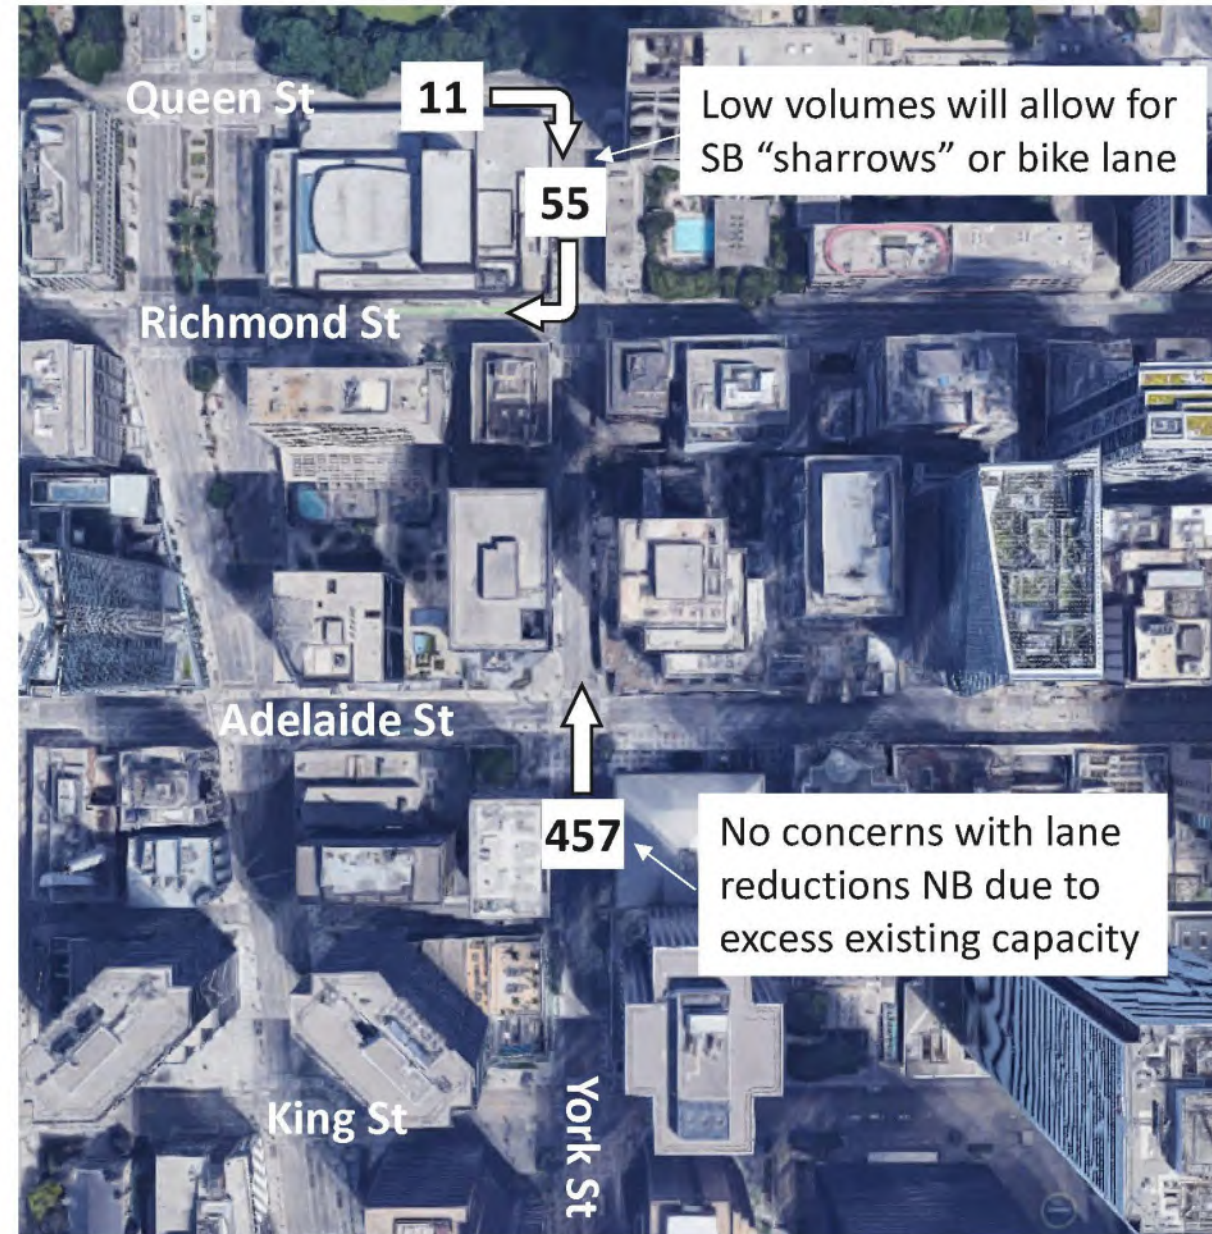 Queen St
11
Low volumes will allow for
SB “sharrows” or bike lane
55
Richmond St
Adelaide St
457
No concerns with lane
reductions NB due to
excess existing capacity
King St
York St